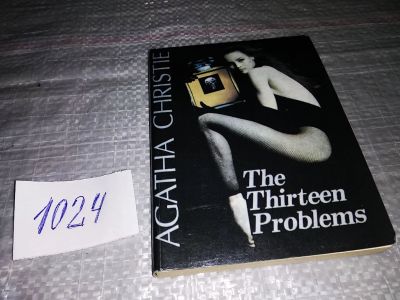 AGATHA CHRISTIE
The
Thirteen
Problems
1024